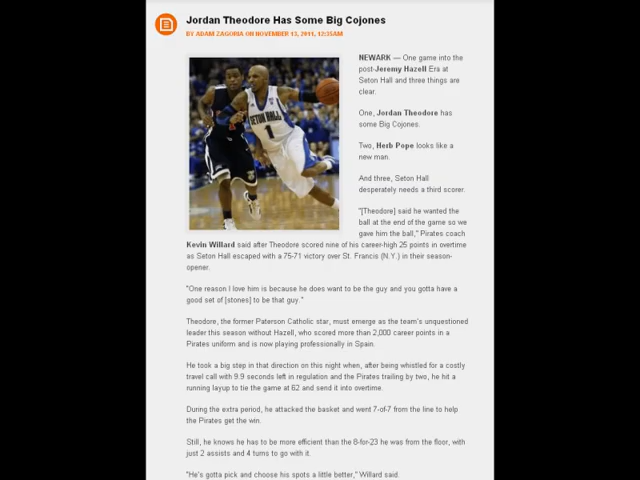 Jordan Theodore Has Some Big Cojones
BY ADAM ZAGORIA ON NOVEMBER 13, 2011, 12:35AM
NEWARK — One game into the
post-Jeremy Hazell Era at
Seton Hall and three things are
clear.
One, Jordan Theodore has
some Big Cojones.
Two, Herb Pope looks like a
new man.
And three, Seton Hall
desperately needs a third scorer.
"[Theodore] said he wanted the
ball at the end of the game so we
gave him the ball," Pirates coach
Kevin Willard said after Theodore scored nine of his career-high 25 points in overtime
as Seton Hall escaped with a 75-71 victory over St. Francis (N.Y.) in their season-
opener.
"One reason I love him is because he does want to be the guy and you gotta have a
good set of [stones] to be that guy."
Theodore, the former Paterson Catholic star, must emerge as the team's unquestioned
leader this season without Hazell, who scored more than 2,000 career points in a
Pirates uniform and is now playing professionally in Spain.
He took a big step in that direction on this night when, after being whistled for a costly
travel call with 9.9 seconds left in regulation and the Pirates trailing by two, he hit a
running layup to tie the game at 62 and send it into overtime.
During the extra period, he attacked the basket and went 7-of-7 from the line to help
the Pirates get the win.
Still, he knows he has to be more efficient than the 8-for-23 he was from the floor, with
just 2 assists and 4 turns to go with it.
"He's gotta pick and choose his spots a little better," Willard said.
SETON HALL
1